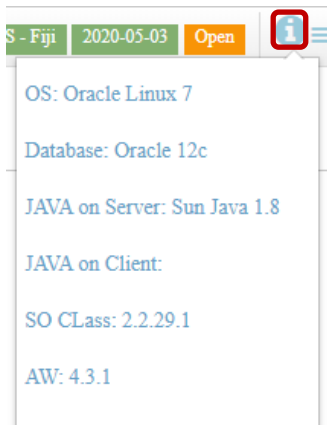 S - Fiji 2020-05-03 Open i
OS: Oracle Linux 7
Database: Oracle 12c
JAVA on Server: Sun Java 1.8
JAVA on Client:
SO CLass: 2.2.29.1
AW: 4.3.1